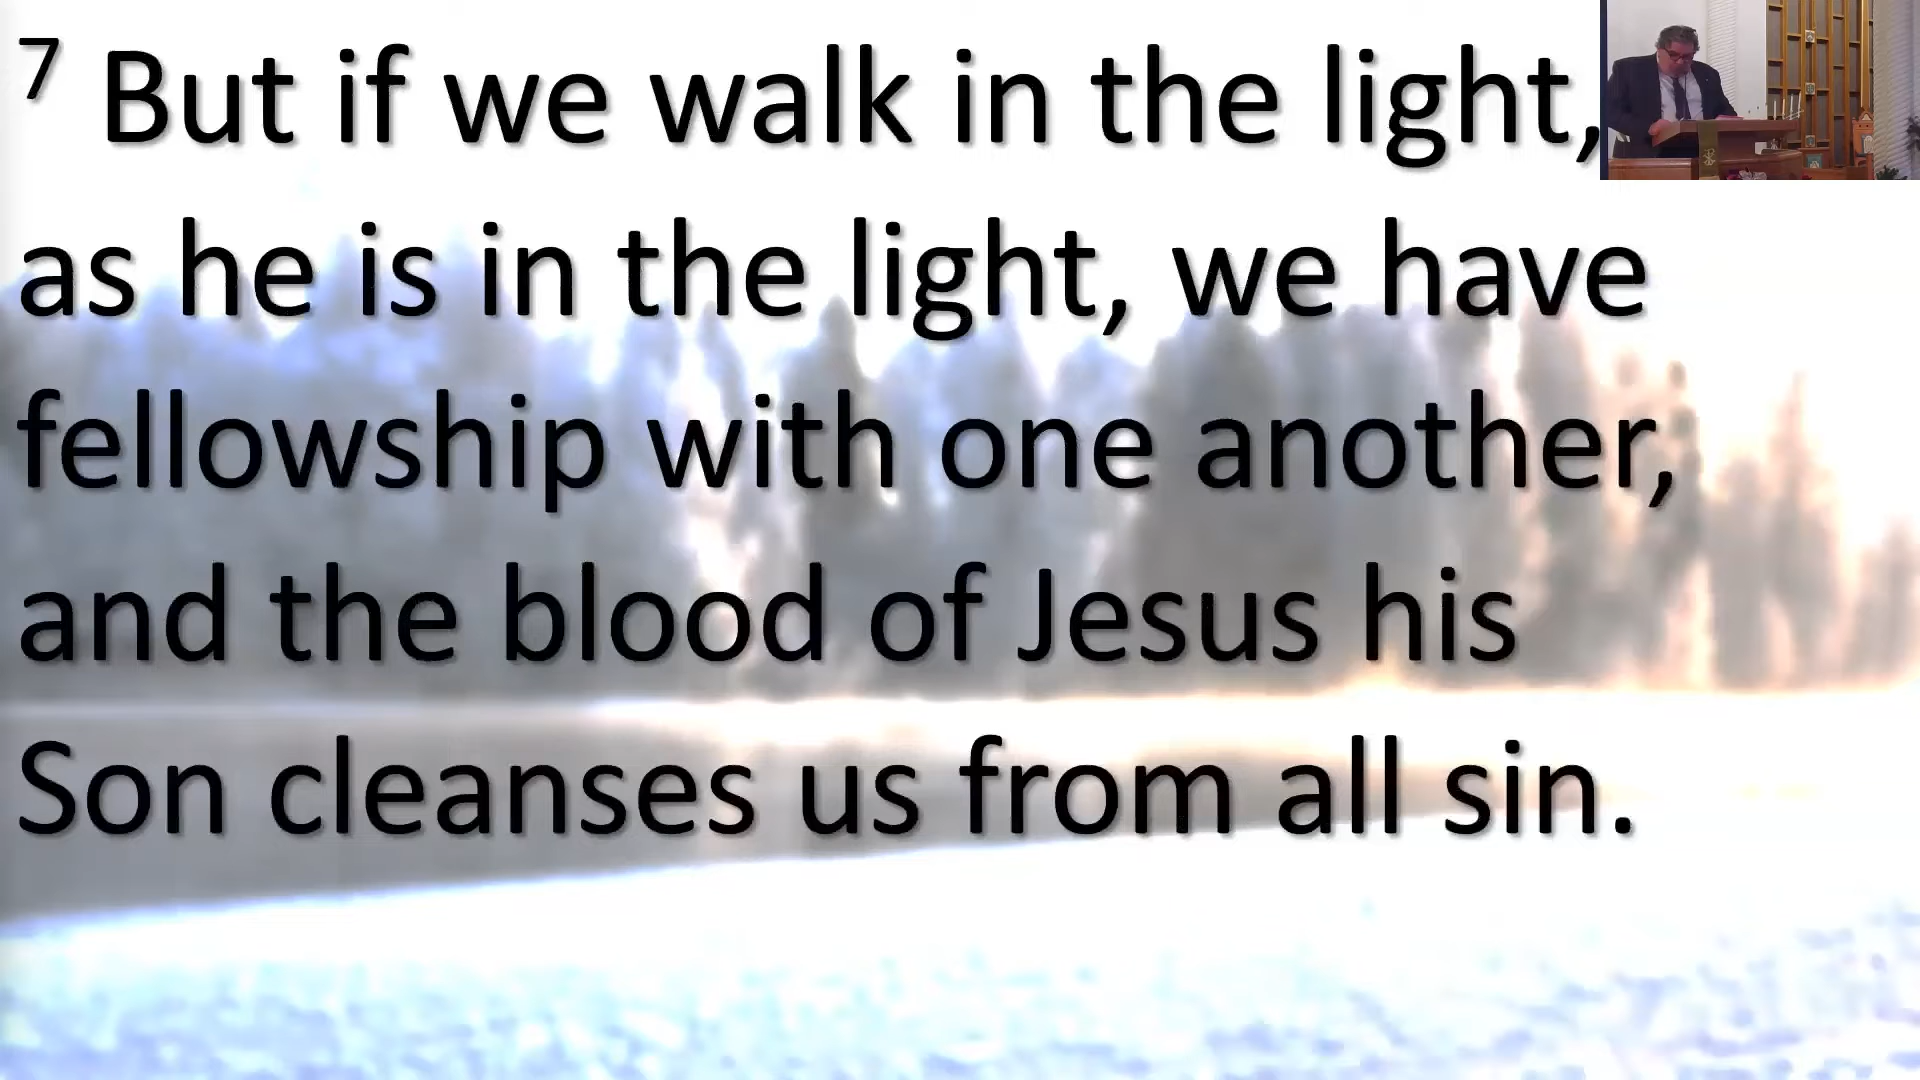 7 But if we walk in the light,
as he is in the light, we have
fellowship with one another,
and the blood of Jesus his
Son cleanses us from all sin.